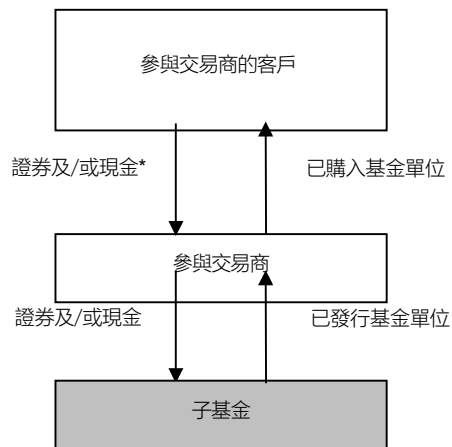 參與交易商的客戶
證券及/或現金*
已購入基金單位
參與交易商
證券及/或現金
已發行基金單位
子基金